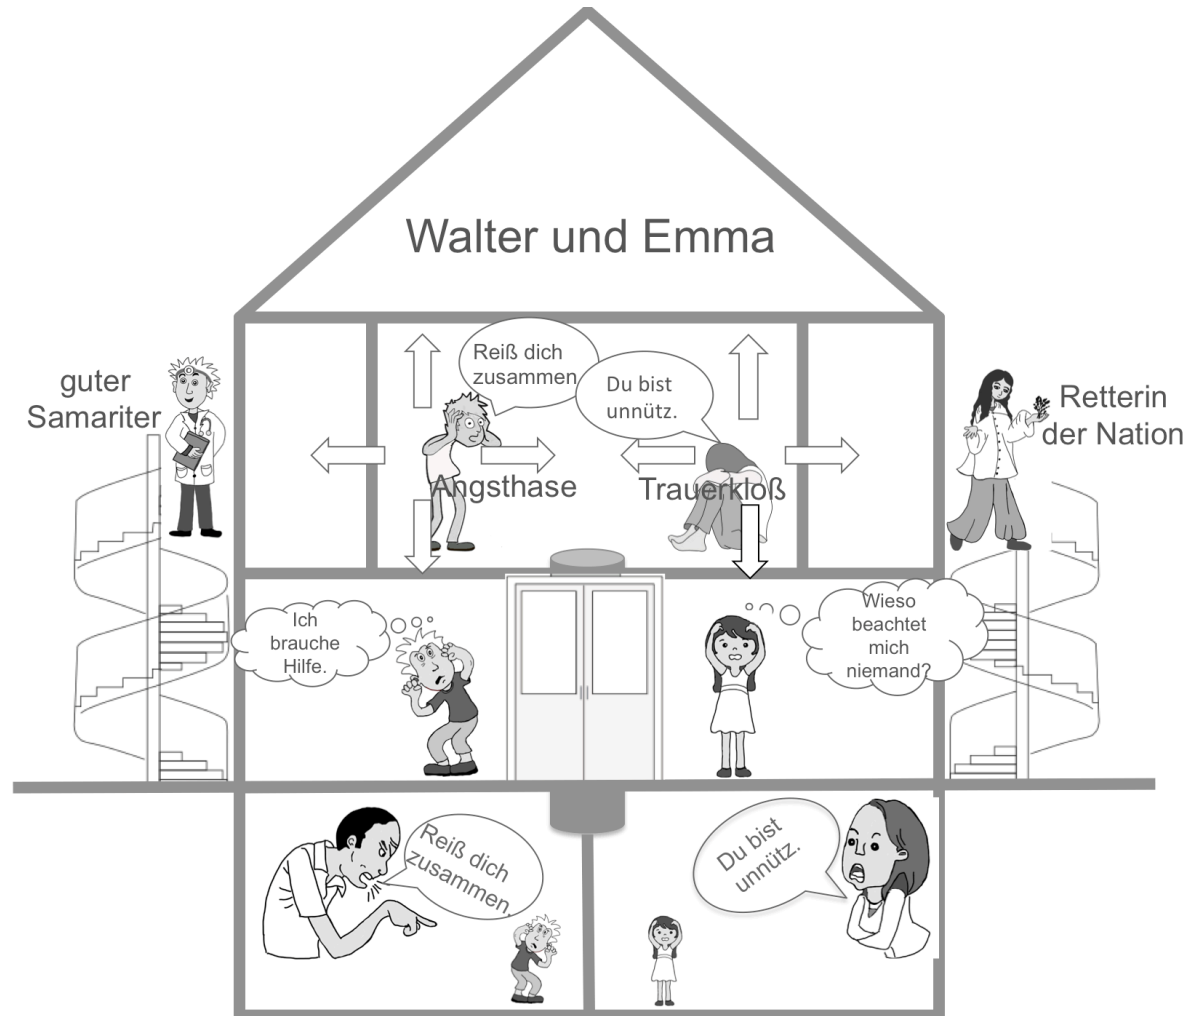 Walter und Emma
Reiß dich
zusammen
Du bist
unnütz.
guter
Samariter
Retterin
der Nation
Angsthase
Trauerkloß
Ich
brauche
Hilfe.
Wieso
beachtet
mich
niemand?
Reiß dich
zusammen.
Du bist
unnütz.